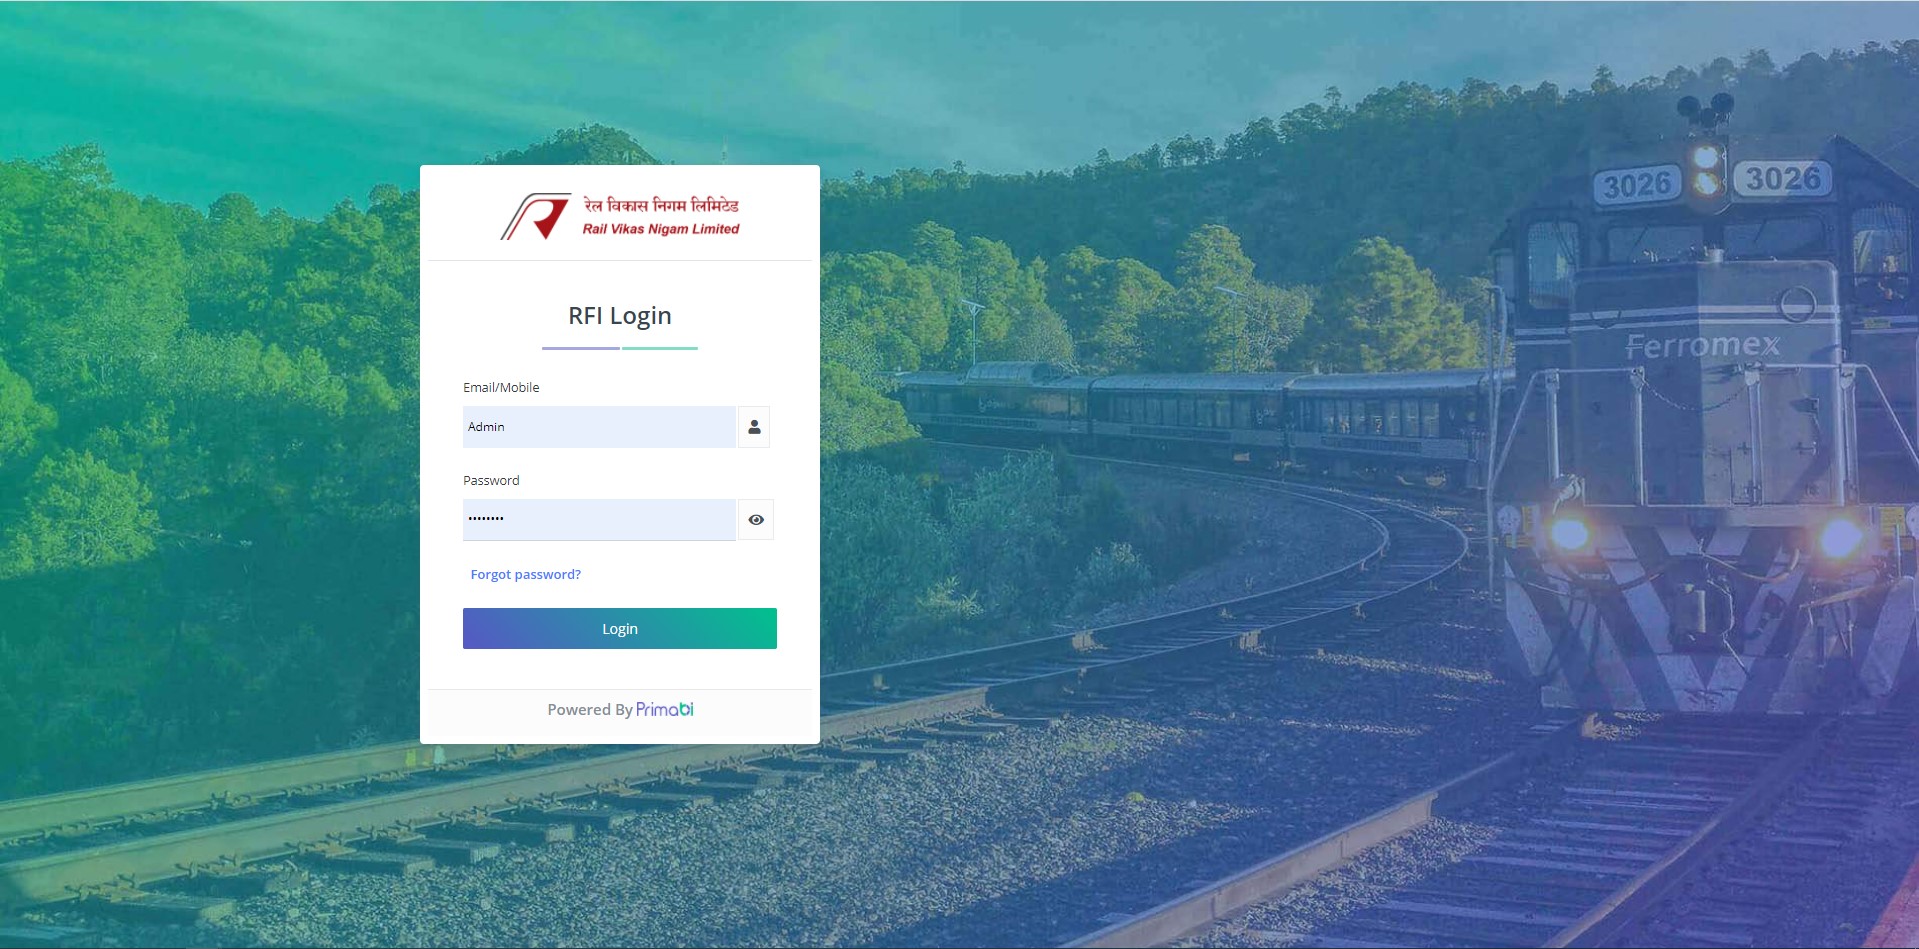 रेल विकास निगम लिमिटेड
Rail Vikas Nigam Limited
RFI Login
Email/Mobile
Admin
Password
••••••••
Forgot password?
Login
Powered By Primabi
3026 3026
Ferromex